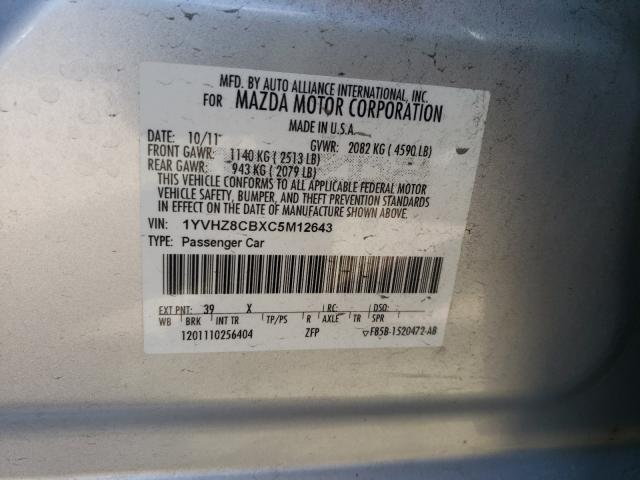 MFD. BY AUTO ALLIANCE INTERNATIONAL, INC.
FOR MAZDA MOTOR CORPORATION
MADE IN U.S.A.
DATE: 10/11 GVWR: 2082 KG ( 4590 LB)
FRONT GAWR: 1140 KG ( 2513 LB)
REAR GAWR: 943 KG ( 2079 LB)
THIS VEHICLE CONFORMS TO ALL APPLICABLE FEDERAL MOTOR
VEHICLE SAFETY, BUMPER, AND THEFT PREVENTION STANDARDS
IN EFFECT ON THE DATE OF MANUFACTURE SHOWN ABOVE.
VIN: 1YVHZ8CBXC5M12643
TYPE: Passenger Car
EXT PNT: 39 X RC: DSO:
WB BRK INT TR TP/PS R AXLE TR SPR
1201110256404 ZFP ▽F85B-1520472-AB